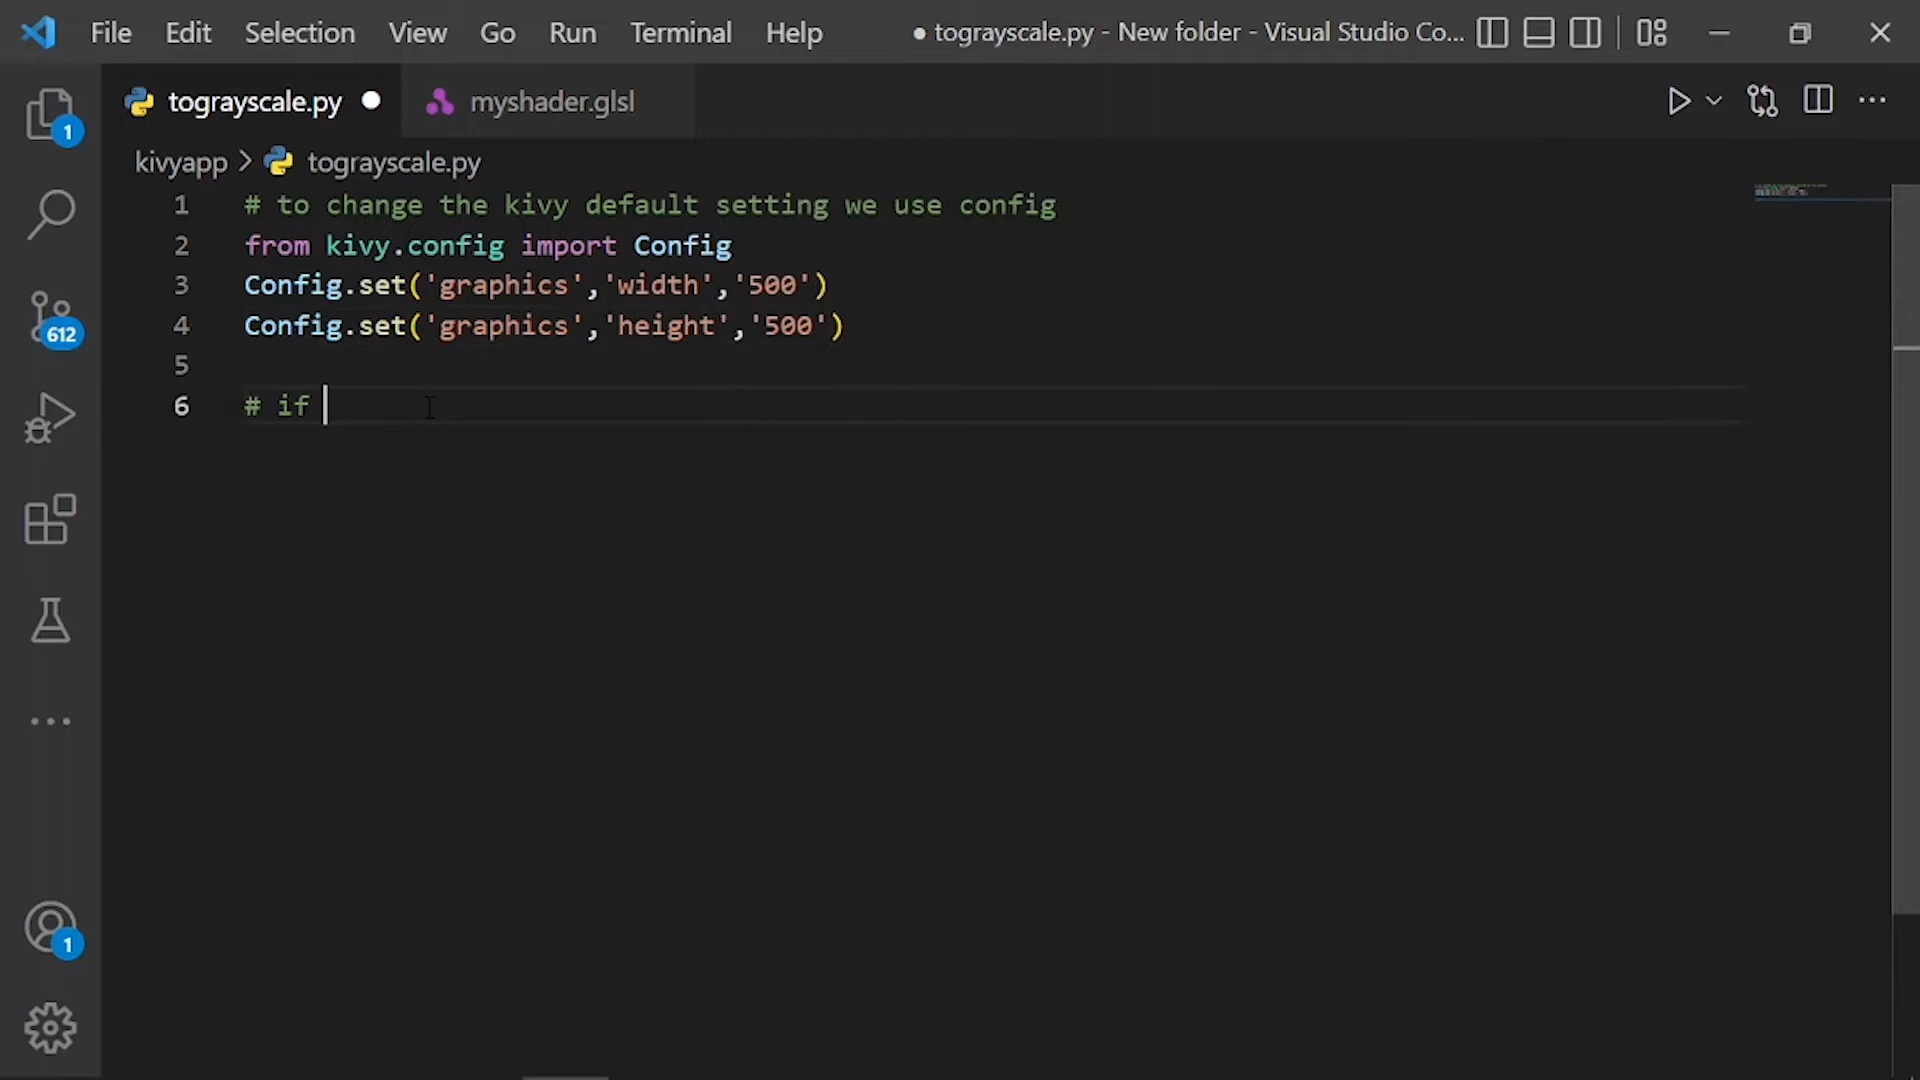 File Edit Selection View Go Run Terminal Help ● tograyscale.py - New folder - Visual Studio Co...
tograyscale.py myshader.glsl
kivyapp > tograyscale.py
1 # to change the kivy default setting we use config
2 from kivy.config import Config
3 Config.set('graphics','width','500')
4 Config.set('graphics','height','500')
5
6 # if
1
612
1